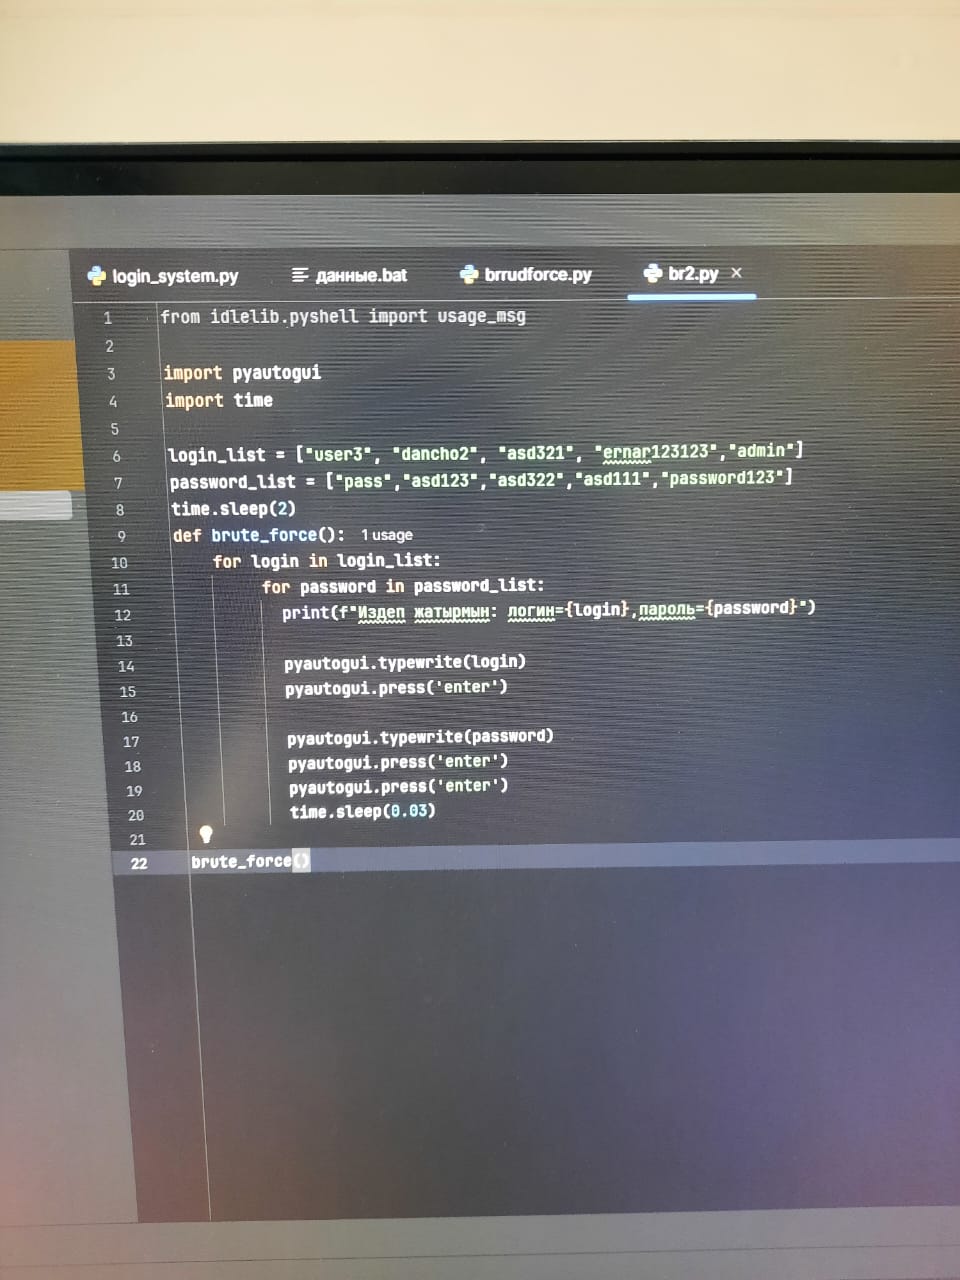 login_system.py данные.bat brrudforce.py br2.py ×
1 from idlelib.pyshell import usage_msg
2
3 import pyautogui
4 import time
5
6 login_list = ["user3", "dancho2", "asd321", "ernar123123","admin"]
7 password_list = ["pass","asd123","asd322","asd111","password123"]
8 time.sleep(2)
9 def brute_force(): 1 usage
10 for login in login_list:
11 for password in password_list:
12 print(f"Издеп жатырмын: логин={login},пароль={password}")
13
14 pyautogui.typewrite(login)
15 pyautogui.press('enter')
16
17 pyautogui.typewrite(password)
18 pyautogui.press('enter')
19 pyautogui.press('enter')
20 time.sleep(0.03)
21
22 brute_force()